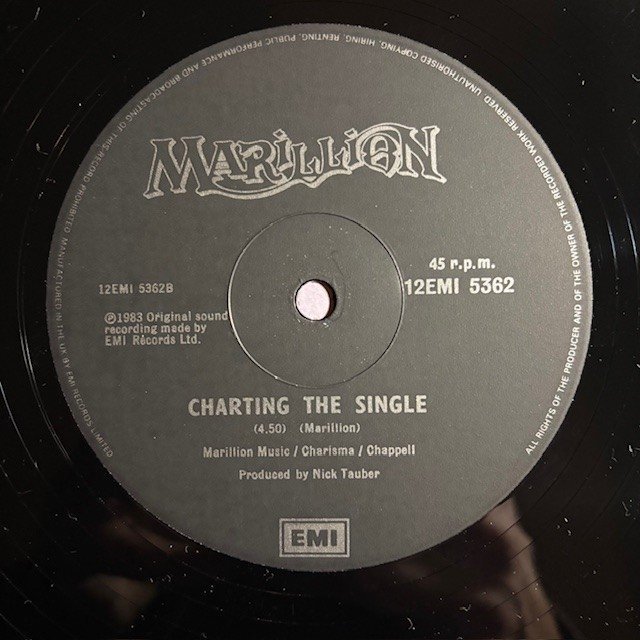 MARILLION
45 r.p.m.
12EMI 5362B
12EMI 5362
Ⓟ1983 Original sound
recording made by
EMI Records Ltd.
CHARTING THE SINGLE
(4.50) (Marillion)
Marillion Music / Charisma / Chappell
Produced by Nick Tauber
EMI
ALL RIGHTS OF THE PRODUCER AND OF THE OWNER OF THE RECORDED WORK RESERVED. UNAUTHORISED COPYING, HIRING, RENTING, PUBLIC PERFORMANCE AND BROADCASTING OF THIS RECORD PROHIBITED. MANUFACTURED IN THE UK BY EMI RECORDS LIMITED